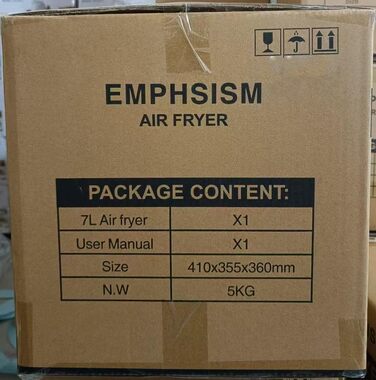 EMPHSISM
AIR FRYER
PACKAGE CONTENT:
7L Air fryer X1
User Manual X1
Size 410x355x360mm
N.W 5KG